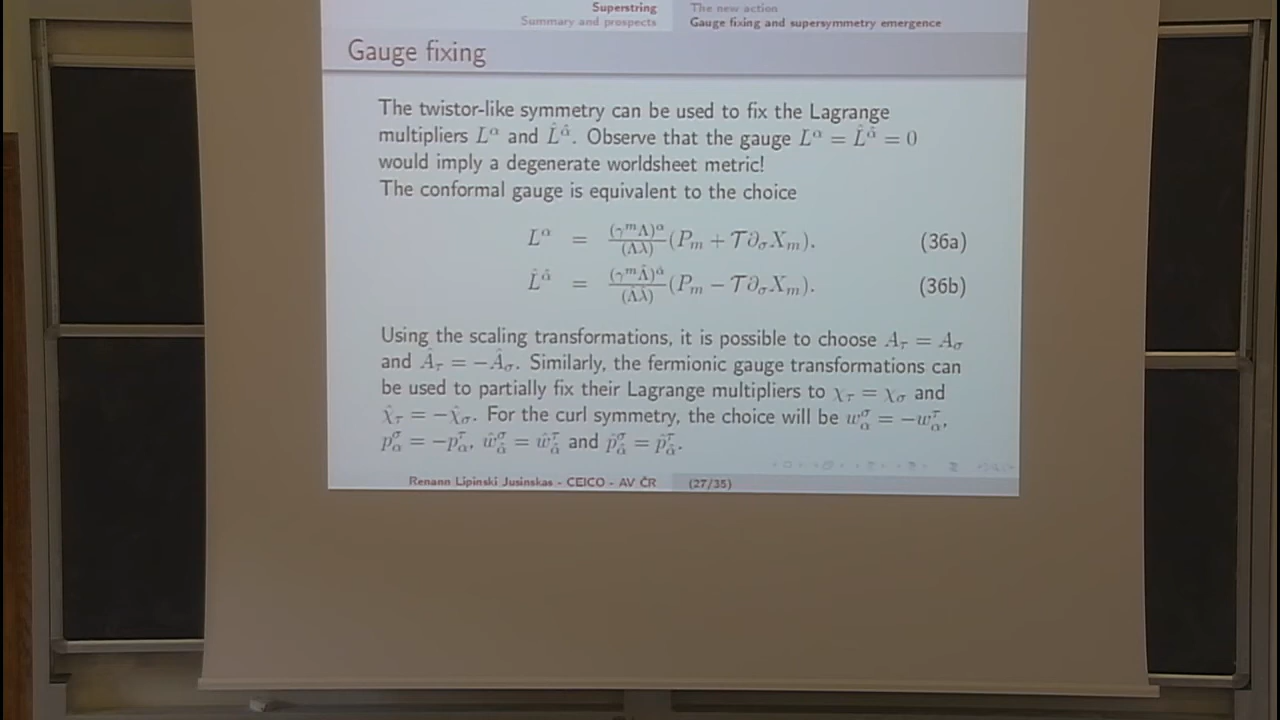 Superstring The new action
Summary and prospects Gauge fixing and supersymmetry emergence
Gauge fixing
The twistor-like symmetry can be used to fix the Lagrange
multipliers L^α and L̂^α̂. Observe that the gauge L^α = L̂^α̂ = 0
would imply a degenerate worldsheet metric!
The conformal gauge is equivalent to the choice
L^α = (γ^mΛ)^α/(Λλ) (P_m + 𝒯∂_σX_m). (36a)
L̂^α̂ = (γ^mΛ̂)^α̂/(Λ̂λ̂) (P_m − 𝒯∂_σX_m). (36b)
Using the scaling transformations, it is possible to choose A_τ = A_σ
and Â_τ = −Â_σ. Similarly, the fermionic gauge transformations can
be used to partially fix their Lagrange multipliers to χ_τ = χ_σ and
χ̂_τ = −χ̂_σ. For the curl symmetry, the choice will be w^σ_α = −w^τ_α,
p^σ_α = −p^τ_α, ŵ^σ_α̂ = ŵ^τ_α̂ and p̂^σ_α̂ = p̂^τ_α̂.
Renann Lipinski Jusinskas - CEICO - AV ČR (27/35)